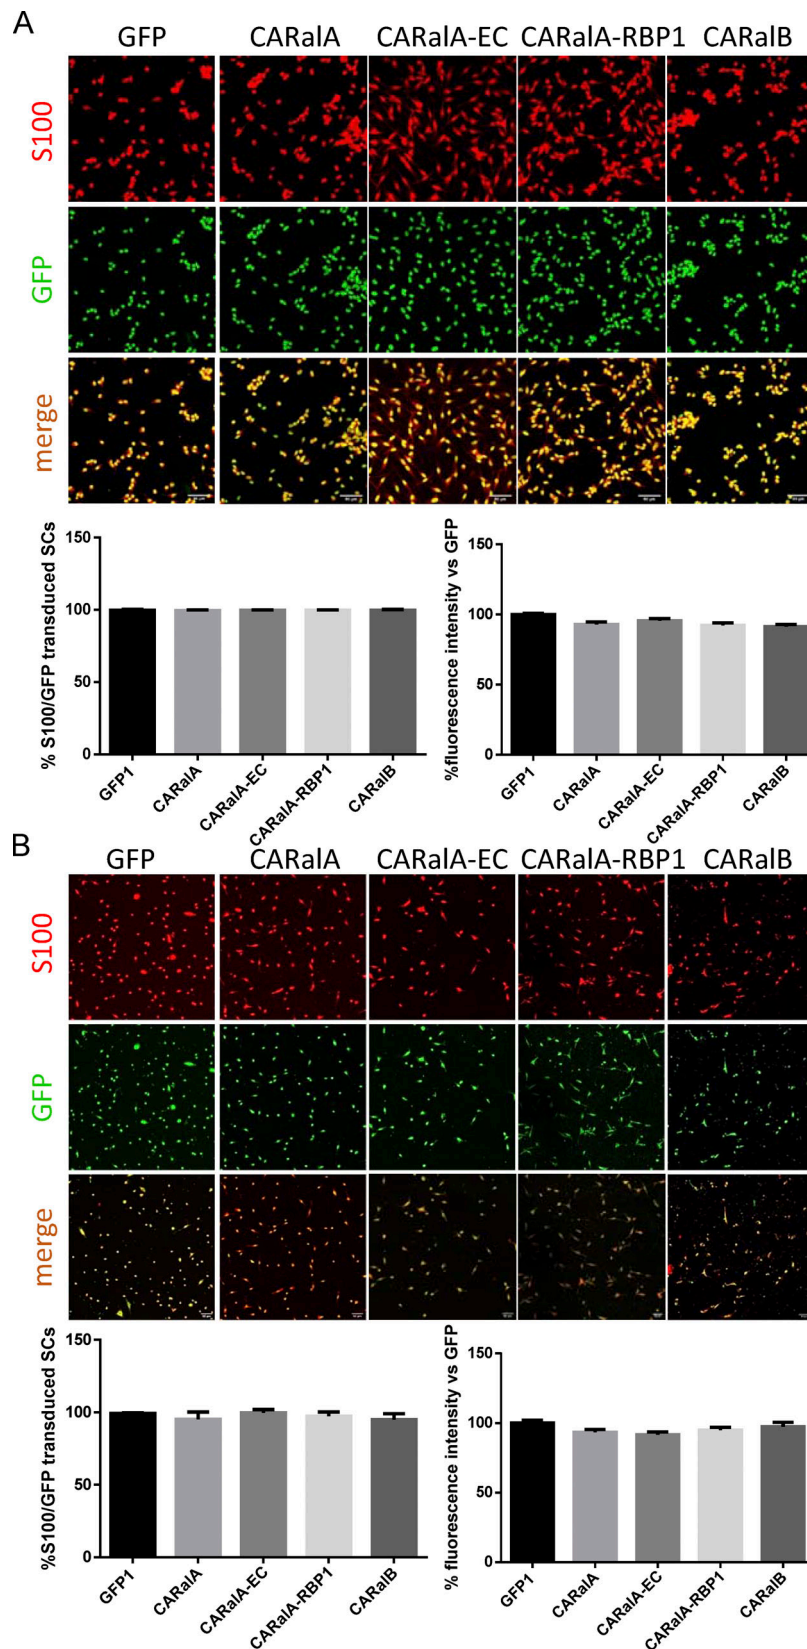 A
GFP CARalA CARalA-EC CARalA-RBP1 CARalB
S100
GFP
merge
% S100/GFP transduced SCs
150
100
50
0
GFP1 CARalA CARalA-EC CARalA-RBP1 CARalB
%fluorescence intensity vs GFP
150
100
50
0
GFP1 CARalA CARalA-EC CARalA-RBP1 CARalB
B
GFP CARalA CARalA-EC CARalA-RBP1 CARalB
S100
GFP
merge
%S100/GFP transduced SCs
150
100
50
0
GFP1 CARalA CARalA-EC CARalA-RBP1 CARalB
% fluorescence intensity vs GFP
150
100
50
0
GFP1 CARalA CARalA-EC CARalA-RBP1 CARalB